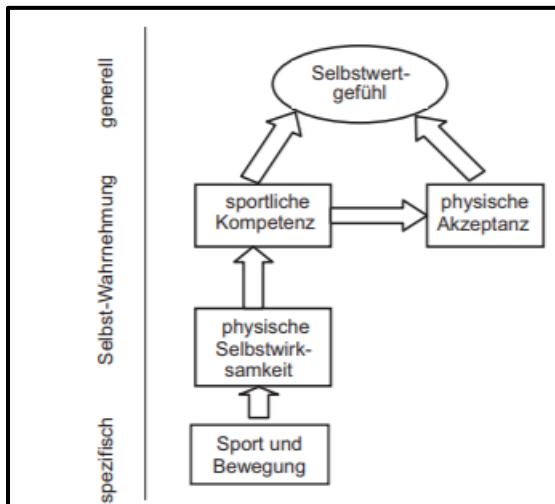 generell
Selbst-Wahrnehmung
spezifisch
Selbstwert-
gefühl
sportliche
Kompetenz
physische
Akzeptanz
physische
Selbstwirk-
samkeit
Sport und
Bewegung